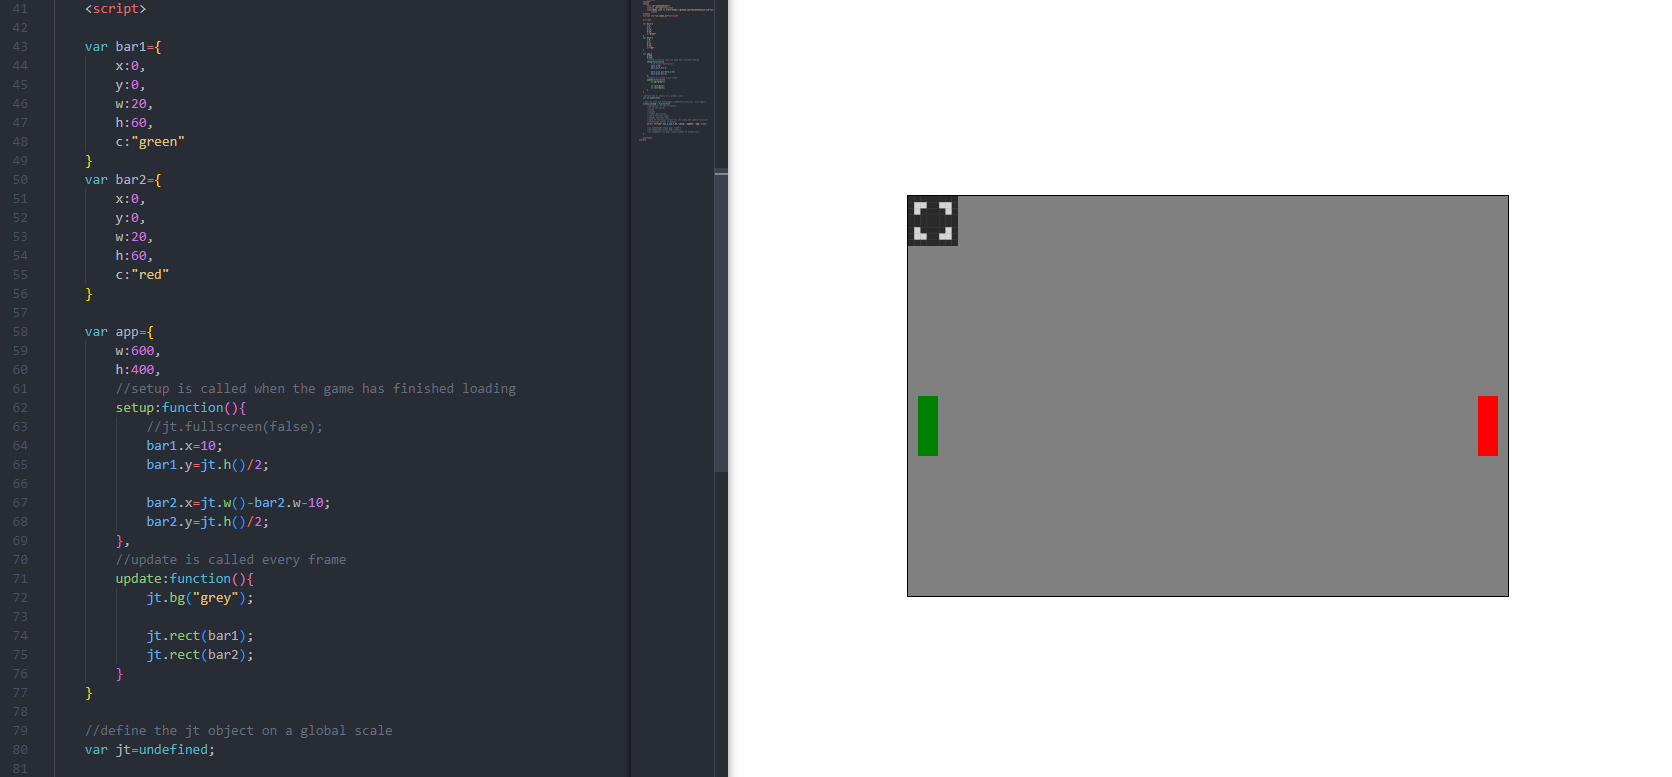 41 <script>
42
43 var bar1={
44 x:0,
45 y:0,
46 w:20,
47 h:60,
48 c:"green"
49 }
50 var bar2={
51 x:0,
52 y:0,
53 w:20,
54 h:60,
55 c:"red"
56 }
57
58 var app={
59 w:600,
60 h:400,
61 //setup is called when the game has finished loading
62 setup:function(){
63 //jt.fullscreen(false);
64 bar1.x=10;
65 bar1.y=jt.h()/2;
66
67 bar2.x=jt.w()-bar2.w-10;
68 bar2.y=jt.h()/2;
69 },
70 //update is called every frame
71 update:function(){
72 jt.bg("grey");
73
74 jt.rect(bar1);
75 jt.rect(bar2);
76 }
77 }
78
79 //define the jt object on a global scale
80 var jt=undefined;
81